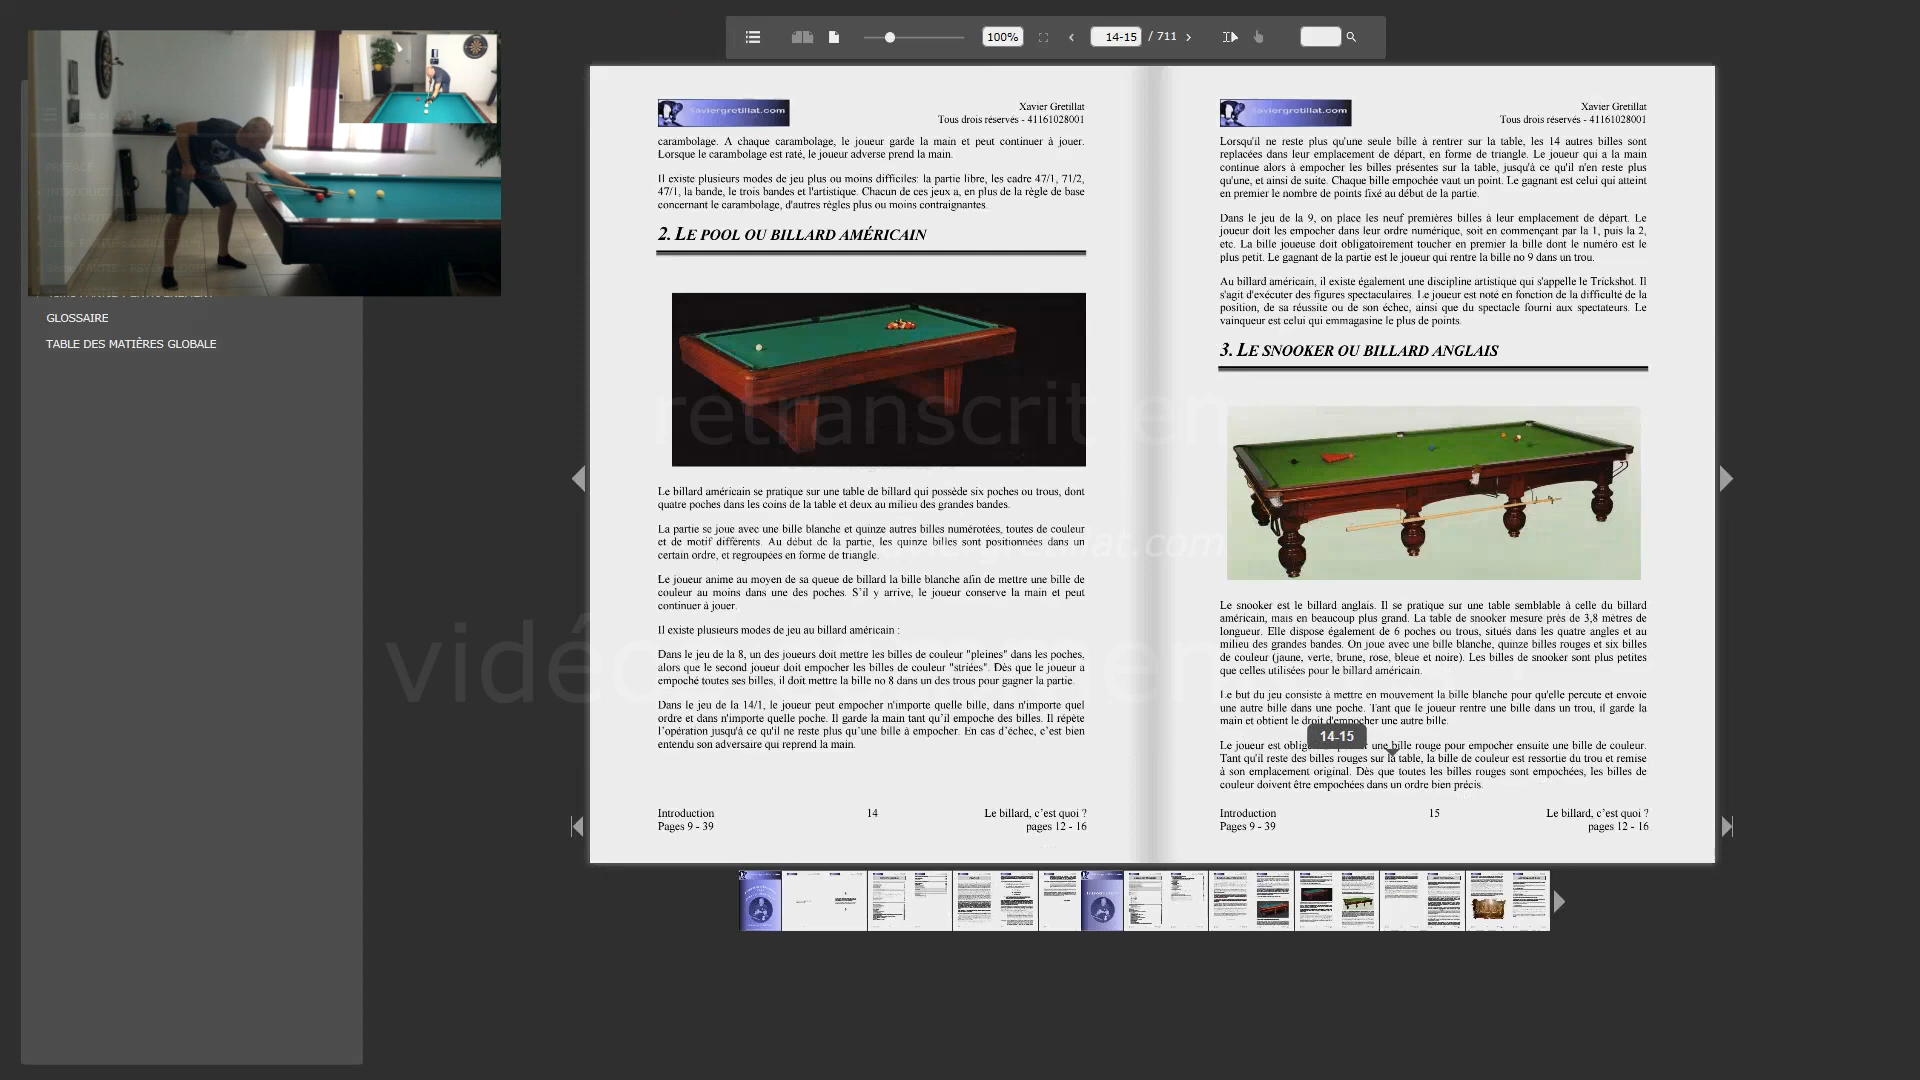 100%
14-15
/ 711
GLOSSAIRE
TABLE DES MATIÈRES GLOBALE
xaviergretillat.com
Xavier Gretillat
Tous drois réservés - 41161028001
carambolage. A chaque carambolage, le joueur garde la main et peut continuer à jouer.
Lorsque le carambolage est raté, le joueur adverse prend la main.
Il existe plusieurs modes de jeu plus ou moins difficiles: la partie libre, les cadre 47/1, 71/2,
47/1, la bande, le trois bandes et l'artistique. Chacun de ces jeux a, en plus de la règle de base
concernant le carambolage, d'autres règles plus ou moins contraignantes.
2. LE POOL OU BILLARD AMÉRICAIN
Le billard américain se pratique sur une table de billard qui possède six poches ou trous, dont
quatre poches dans les coins de la table et deux au milieu des grandes bandes.
La partie se joue avec une bille blanche et quinze autres billes numérotées, toutes de couleur
et de motif différents. Au début de la partie, les quinze billes sont positionnées dans un
certain ordre, et regroupées en forme de triangle.
Le joueur anime au moyen de sa queue de billard la bille blanche afin de mettre une bille de
couleur au moins dans une des poches. S'il y arrive, le joueur conserve la main et peut
continuer à jouer.
Il existe plusieurs modes de jeu au billard américain :
Dans le jeu de la 8, un des joueurs doit mettre les billes de couleur "pleines" dans les poches,
alors que le second joueur doit empocher les billes de couleur "striées". Dès que le joueur a
empoché toutes ses billes, il doit mettre la bille no 8 dans un des trous pour gagner la partie.
Dans le jeu de la 14/1, le joueur peut empocher n'importe quelle bille, dans n'importe quel
ordre et dans n'importe quelle poche. Il garde la main tant qu'il empoche des billes. Il répète
l'opération jusqu'à ce qu'il ne reste plus qu'une bille à empocher. En cas d'échec, c'est bien
entendu son adversaire qui reprend la main.
Introduction
Pages 9 - 39
14
Le billard, c'est quoi ?
pages 12 - 16
xaviergretillat.com
Xavier Gretillat
Tous drois réservés - 41161028001
Lorsqu'il ne reste plus qu'une seule bille à rentrer sur la table, les 14 autres billes sont
replacées dans leur emplacement de départ, en forme de triangle. Le joueur qui a la main
continue alors à empocher les billes présentes sur la table, jusqu'à ce qu'il n'en reste plus
qu'une, et ainsi de suite. Chaque bille empochée vaut un point. Le gagnant est celui qui atteint
en premier le nombre de points fixé au début de la partie.
Dans le jeu de la 9, on place les neuf premières billes à leur emplacement de départ. Le
joueur doit les empocher dans leur ordre numérique, soit en commençant par la 1, puis la 2,
etc. La bille joueuse doit obligatoirement toucher en premier la bille dont le numéro est le
plus petit. Le gagnant de la partie est le joueur qui rentre la bille no 9 dans un trou.
Au billard américain, il existe également une discipline artistique qui s'appelle le Trickshot. Il
s'agit d'exécuter des figures spectaculaires. Le joueur est noté en fonction de la difficulté de la
position, de sa réussite ou de son échec, ainsi que du spectacle fourni aux spectateurs. Le
vainqueur est celui qui emmagasine le plus de points.
3. LE SNOOKER OU BILLARD ANGLAIS
Le snooker est le billard anglais. Il se pratique sur une table semblable à celle du billard
américain, mais en beaucoup plus grand. La table de snooker mesure près de 3,8 mètres de
longueur. Elle dispose également de 6 poches ou trous, situés dans les quatre angles et au
milieu des grandes bandes. On joue avec une bille blanche, quinze billes rouges et six billes
de couleur (jaune, verte, brune, rose, bleue et noire). Les billes de snooker sont plus petites
que celles utilisées pour le billard américain.
Le but du jeu consiste à mettre en mouvement la bille blanche pour qu'elle percute et envoie
une autre bille dans une poche. Tant que le joueur rentre une bille dans un trou, il garde la
main et obtient le droit d'empocher une autre bille.
14-15
Le joueur est une bille rouge pour empocher ensuite une bille de couleur.
Tant qu'il reste des billes rouges sur la table, la bille de couleur est ressortie du trou et remise
à son emplacement original. Dès que toutes les billes rouges sont empochées, les billes de
couleur doivent être empochées dans un ordre bien précis.
Introduction
Pages 9 - 39
15
Le billard, c'est quoi ?
pages 12 - 16
retranscrit en